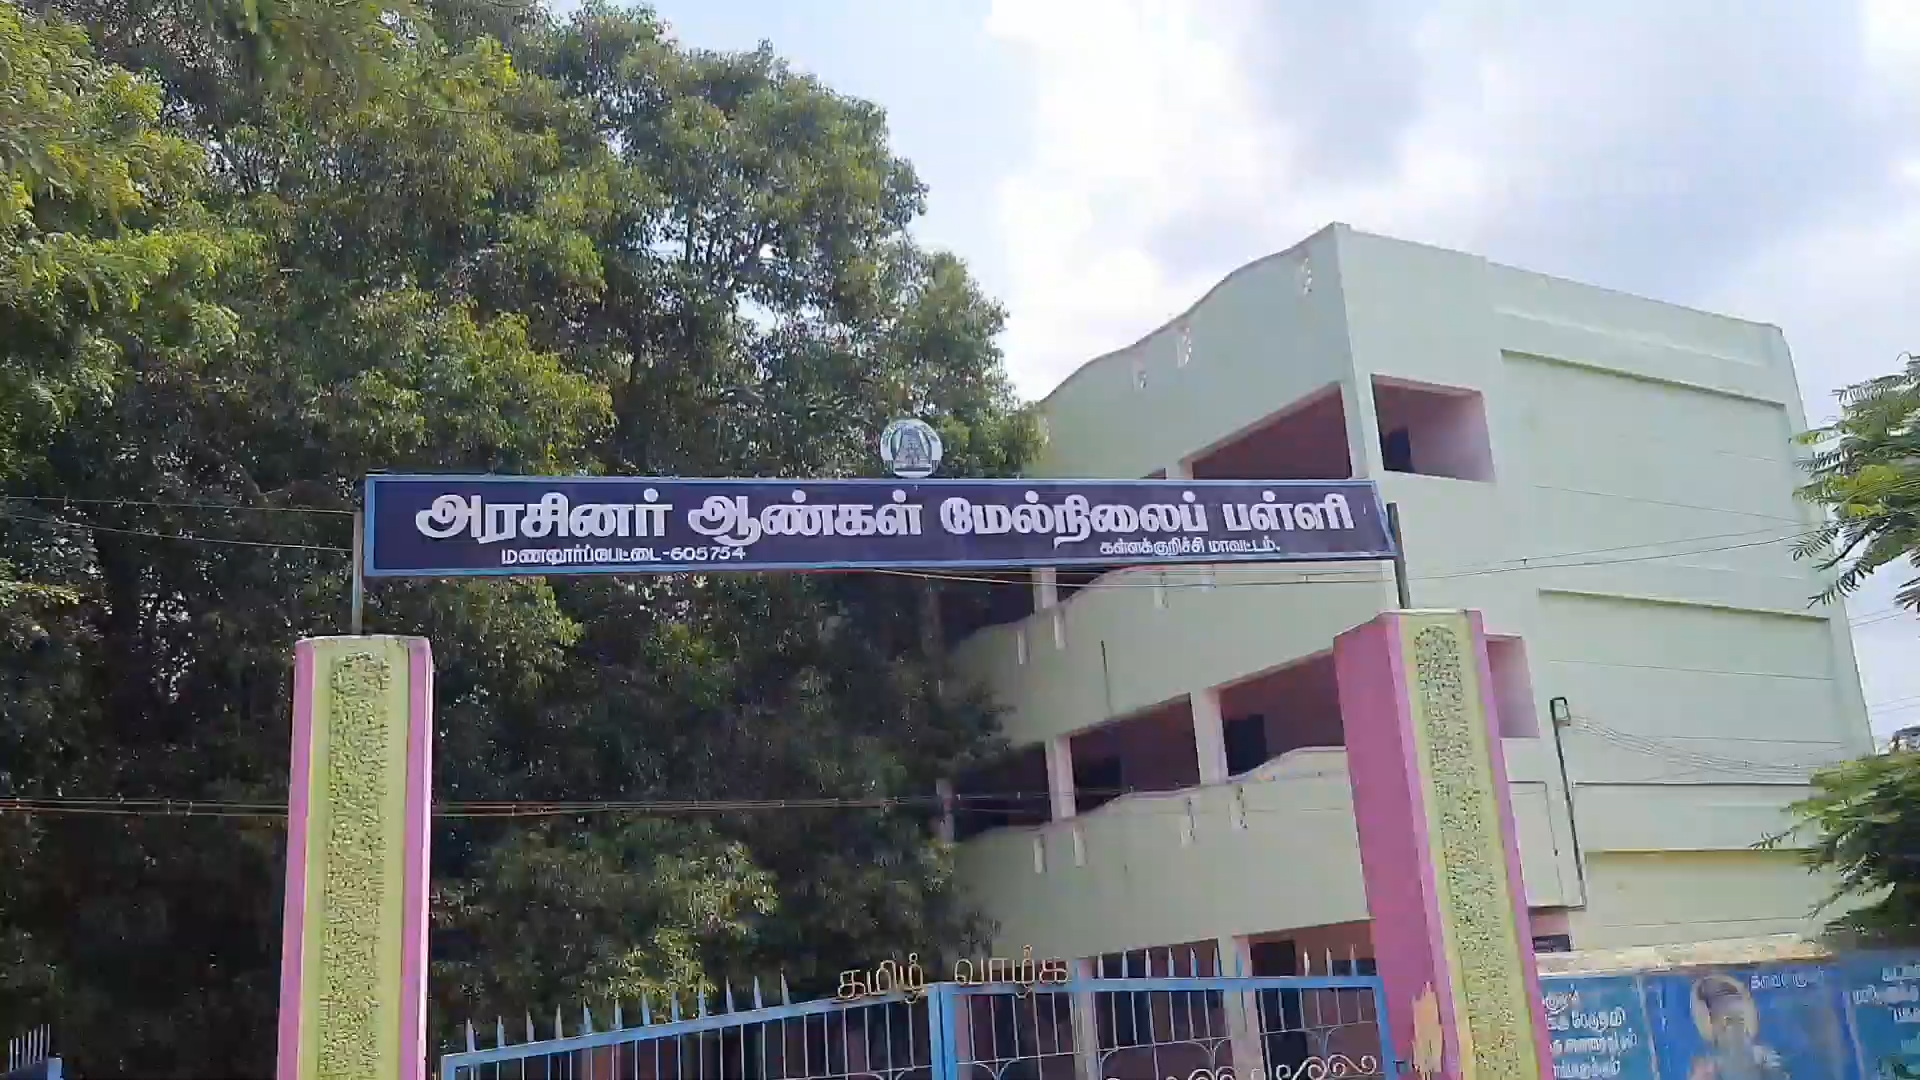 அரசினர் ஆண்கள் மேல்நிலைப் பள்ளி
மணலூர்ப்பேட்டை-605754
கள்ளக்குறிச்சி மாவட்டம்.
தமிழ் வாழ்க